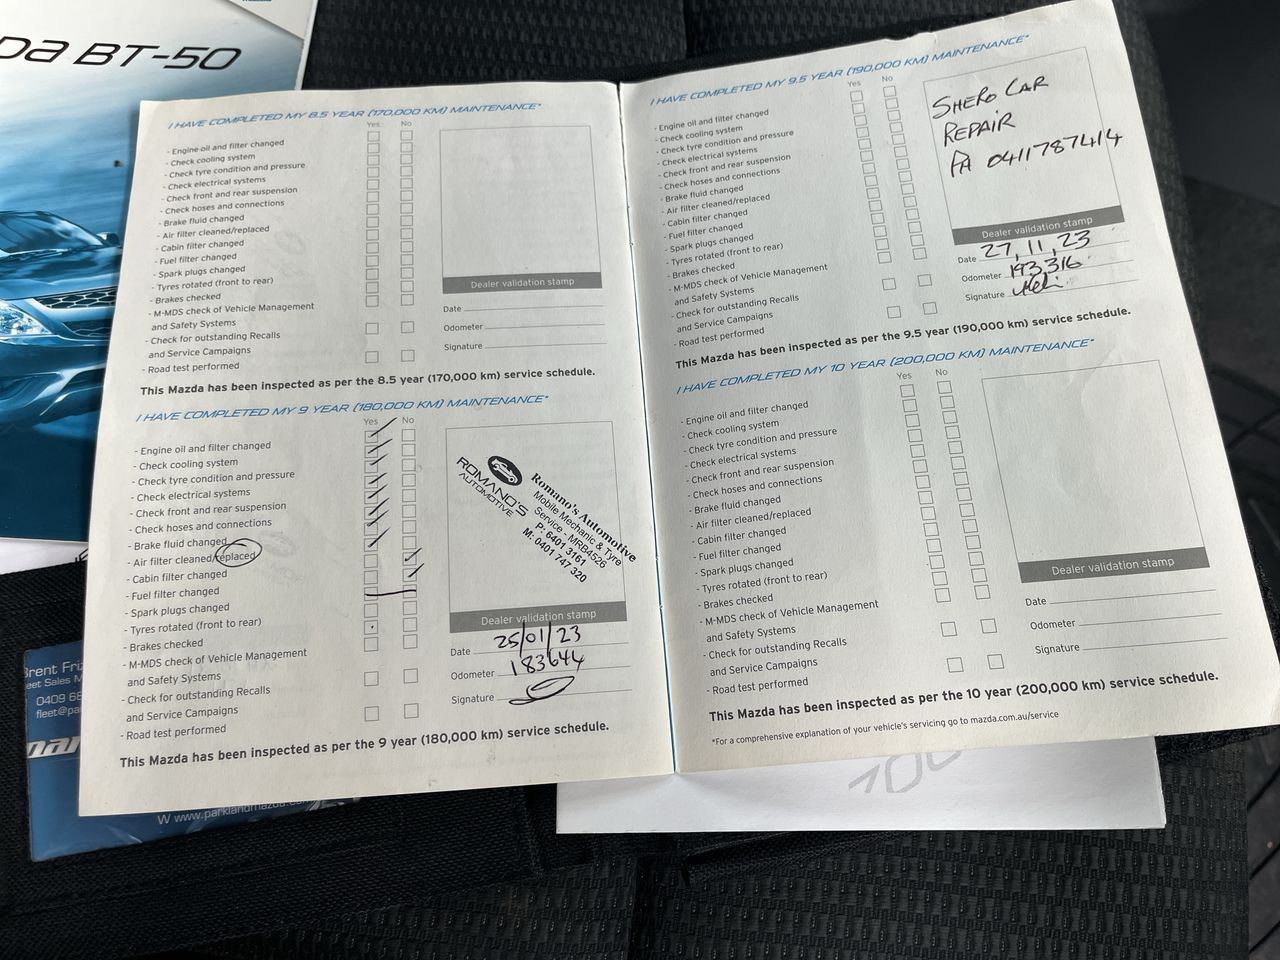 BT-50
I HAVE COMPLETED MY 8.5 YEAR (170,000 KM) MAINTENANCE*
Yes No
- Engine oil and filter changed
- Check cooling system
- Check tyre condition and pressure
- Check electrical systems
- Check front and rear suspension
- Check hoses and connections
- Brake fluid changed
- Air filter cleaned/replaced
- Cabin filter changed
- Fuel filter changed
- Spark plugs changed
- Tyres rotated (front to rear)
- Brakes checked
- M-MDS check of Vehicle Management
and Safety Systems
- Check for outstanding Recalls
and Service Campaigns
- Road test performed
Dealer validation stamp
Date
Odometer
Signature
This Mazda has been inspected as per the 8.5 year (170,000 km) service schedule.
I HAVE COMPLETED MY 9 YEAR (180,000 KM) MAINTENANCE*
Yes No
- Engine oil and filter changed
- Check cooling system
- Check tyre condition and pressure
- Check electrical systems
- Check front and rear suspension
- Check hoses and connections
- Brake fluid changed
- Air filter cleaned/replaced
- Cabin filter changed
- Fuel filter changed
- Spark plugs changed
- Tyres rotated (front to rear)
- Brakes checked
- M-MDS check of Vehicle Management
and Safety Systems
- Check for outstanding Recalls
and Service Campaigns
- Road test performed
ROMANO'S
AUTOMOTIVE
Romano's Automotive
Mobile Mechanic & Tyre
Service - MRB4526
P: 6401 3161
M: 0401 747 320
Dealer validation stamp
Date 25/01/23
Odometer 183644
Signature
This Mazda has been inspected as per the 9 year (180,000 km) service schedule.
I HAVE COMPLETED MY 9.5 YEAR (190,000 KM) MAINTENANCE*
Yes No
- Engine oil and filter changed
- Check cooling system
- Check tyre condition and pressure
- Check electrical systems
- Check front and rear suspension
- Check hoses and connections
- Brake fluid changed
- Air filter cleaned/replaced
- Cabin filter changed
- Fuel filter changed
- Spark plugs changed
- Tyres rotated (front to rear)
- Brakes checked
- M-MDS check of Vehicle Management
and Safety Systems
- Check for outstanding Recalls
and Service Campaigns
- Road test performed
SHERO CAR
REPAIR
PA 0411787414
Dealer validation stamp
Date 27, 11, 23
Odometer 193,316
Signature
This Mazda has been inspected as per the 9.5 year (190,000 km) service schedule.
I HAVE COMPLETED MY 10 YEAR (200,000 KM) MAINTENANCE*
Yes No
- Engine oil and filter changed
- Check cooling system
- Check tyre condition and pressure
- Check electrical systems
- Check front and rear suspension
- Check hoses and connections
- Brake fluid changed
- Air filter cleaned/replaced
- Cabin filter changed
- Fuel filter changed
- Spark plugs changed
- Tyres rotated (front to rear)
- Brakes checked
- M-MDS check of Vehicle Management
and Safety Systems
- Check for outstanding Recalls
and Service Campaigns
- Road test performed
Dealer validation stamp
Date
Odometer
Signature
This Mazda has been inspected as per the 10 year (200,000 km) service schedule.
*For a comprehensive explanation of your vehicle's servicing go to mazda.com.au/service
0409
W www.parklandmazda.co